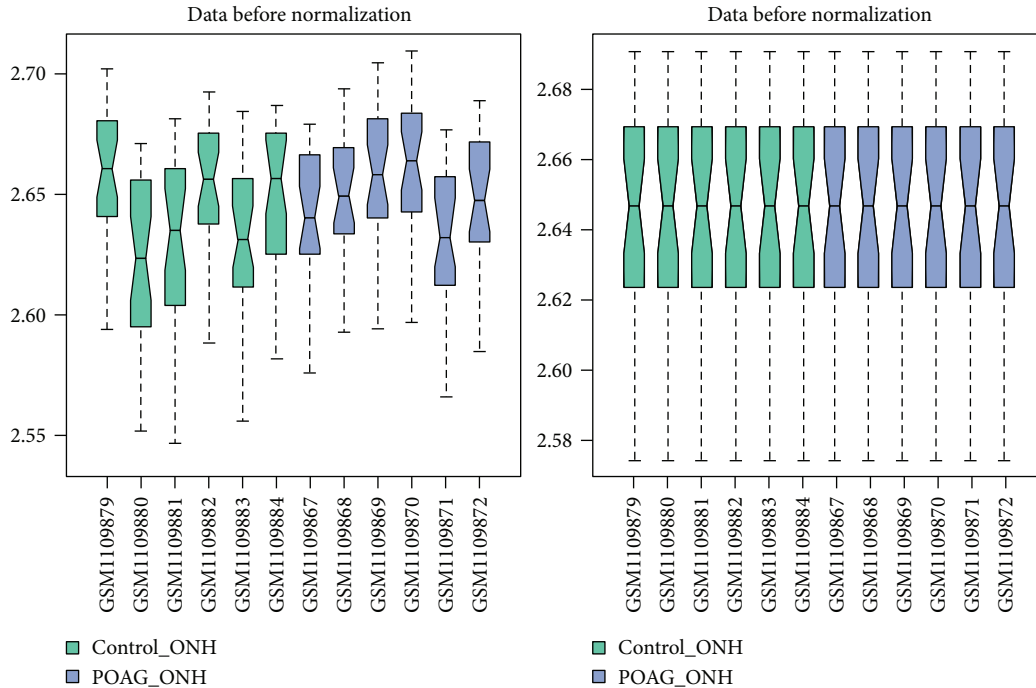 Data before normalization
2.70
2.65
2.60
2.55
GSM1109879
GSM1109880
GSM1109881
GSM1109882
GSM1109883
GSM1109884
GSM1109867
GSM1109868
GSM1109869
GSM1109870
GSM1109871
GSM1109872
Control_ONH
POAG_ONH
Data before normalization
2.68
2.66
2.64
2.62
2.60
2.58
GSM1109879
GSM1109880
GSM1109881
GSM1109882
GSM1109883
GSM1109884
GSM1109867
GSM1109868
GSM1109869
GSM1109870
GSM1109871
GSM1109872
Control_ONH
POAG_ONH